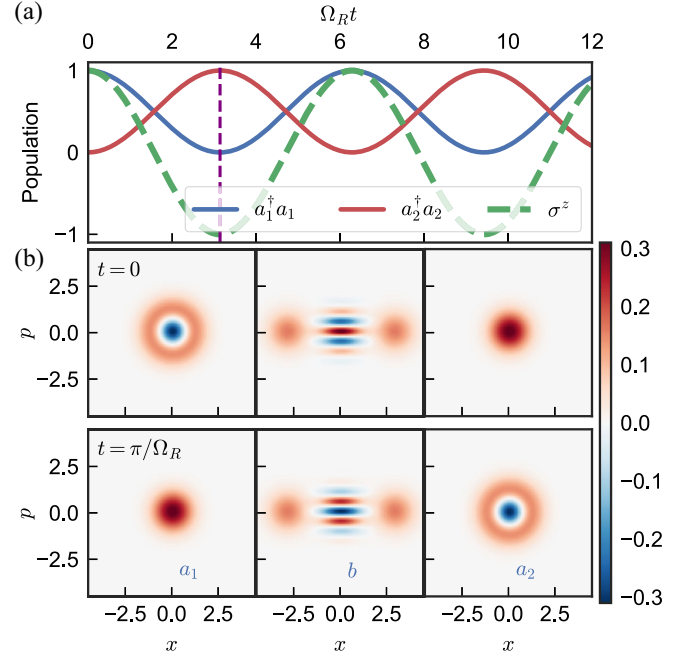 (a)
Ω_R t
0 2 4 6 8 10 12
Population
1
0
−1
a_1^† a_1 a_2^† a_2 σ^z
(b)
t = 0
p
2.5
0.0
−2.5
t = π/Ω_R
p
2.5
0.0
−2.5
a_1 b a_2
−2.5 0.0 2.5 −2.5 0.0 2.5 −2.5 0.0 2.5
x x x
0.3
0.2
0.1
0.0
−0.1
−0.2
−0.3